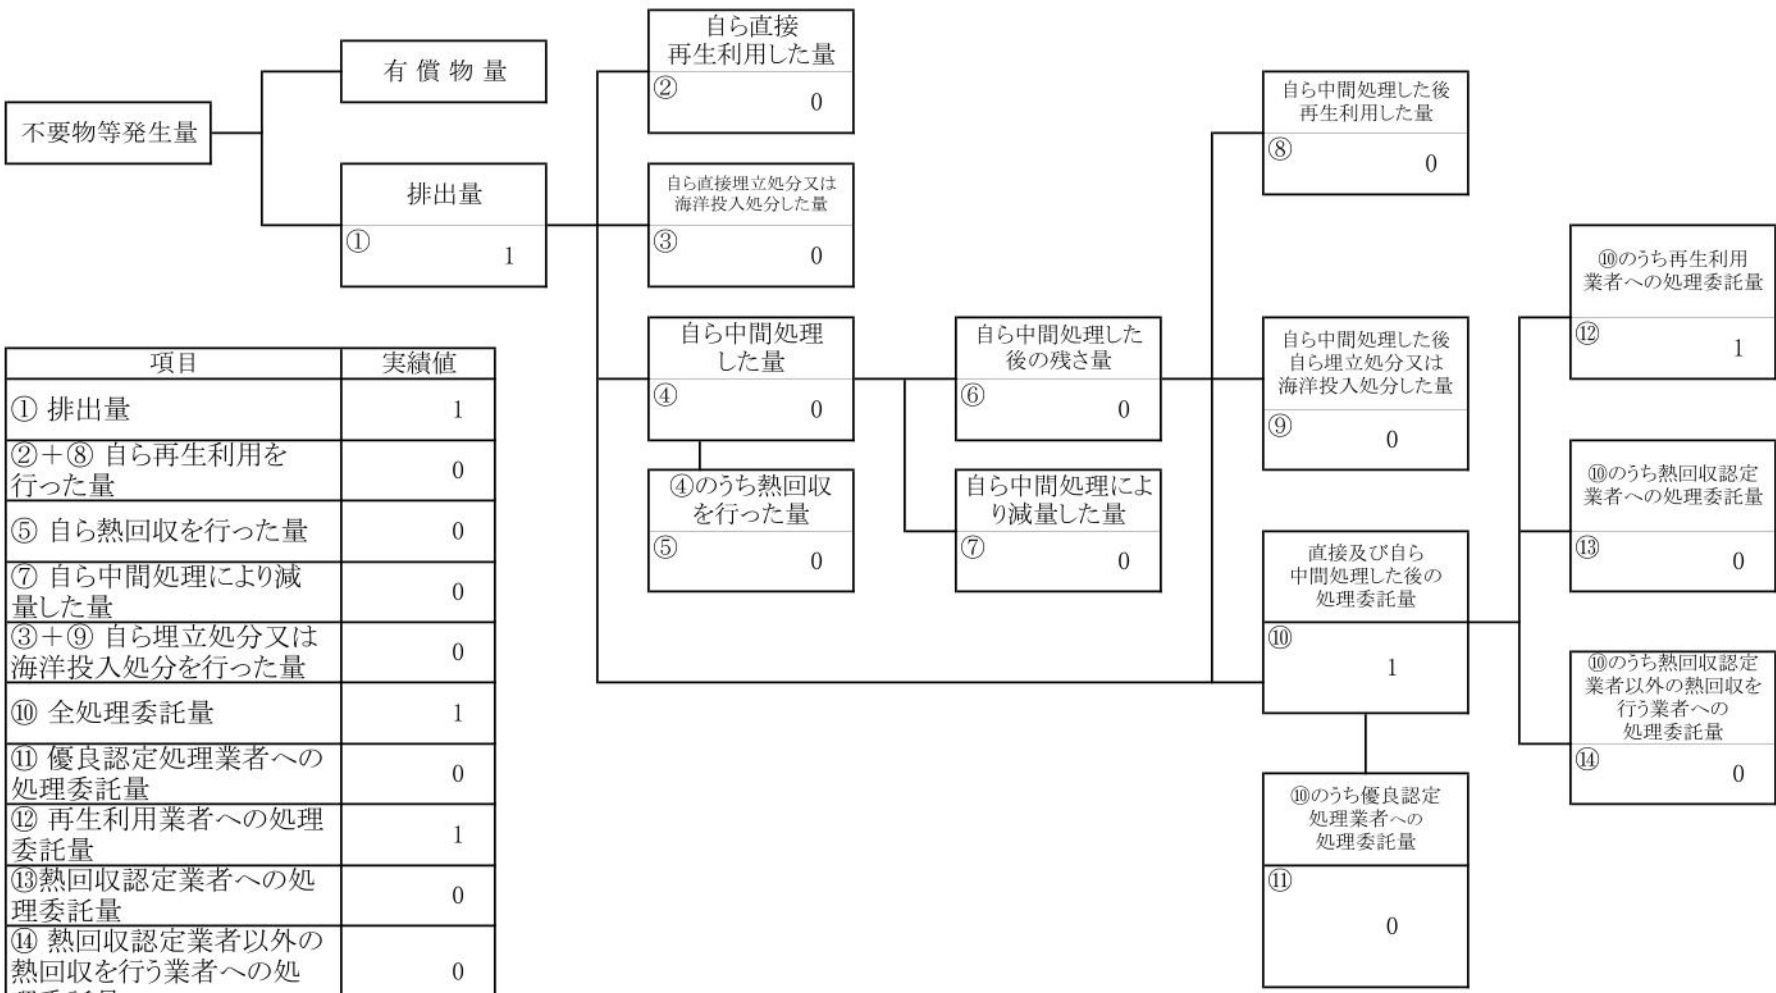 不要物等発生量
有 償 物 量
排出量
①
1
自ら直接
再生利用した量
②
0
自ら直接埋立処分又は
海洋投入処分した量
③
0
自ら中間処理
した量
④
0
④のうち熱回収
を行った量
⑤
0
自ら中間処理した
後の残さ量
⑥
0
自ら中間処理によ
り減量した量
⑦
0
自ら中間処理した後
再生利用した量
⑧
0
自ら中間処理した後
自ら埋立処分又は
海洋投入処分した量
⑨
0
直接及び自ら
中間処理した後の
処理委託量
⑩
1
⑩のうち優良認定
処理業者への
処理委託量
⑪
0
⑩のうち再生利用
業者への処理委託量
⑫
1
⑩のうち熱回収認定
業者への処理委託量
⑬
0
⑩のうち熱回収認定
業者以外の熱回収を
行う業者への
処理委託量
⑭
0
項目 実績値
① 排出量 1
②＋⑧ 自ら再生利用を
行った量 0
⑤ 自ら熱回収を行った量 0
⑦ 自ら中間処理により減
量した量 0
③＋⑨ 自ら埋立処分又は
海洋投入処分を行った量 0
⑩ 全処理委託量 1
⑪ 優良認定処理業者への
処理委託量 0
⑫ 再生利用業者への処理
委託量 1
⑬熱回収認定業者への処
理委託量 0
⑭ 熱回収認定業者以外の
熱回収を行う業者への処 0